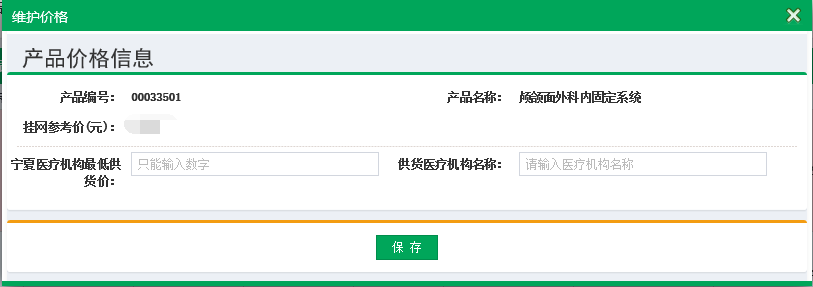 维护价格
产品价格信息
产品编号： 00033501 产品名称： 颅颌面外科内固定系统
挂网参考价(元)：
宁夏医疗机构最低供货价： 只能输入数字 供货医疗机构名称： 请输入医疗机构名称
保 存